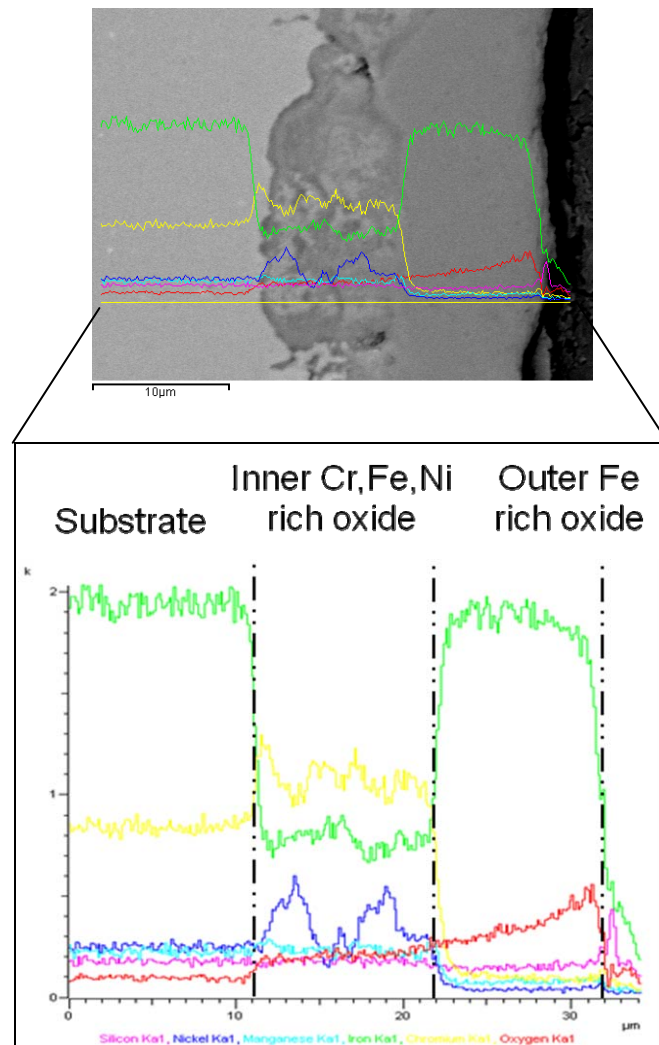 10µm
Inner Cr,Fe,Ni
Substrate rich oxide
Outer Fe
rich oxide
k
2
1
0
0 10 20 30 µm
Silicon Ka1, Nickel Ka1, Manganese Ka1, Iron Ka1, Chromium Ka1, Oxygen Ka1